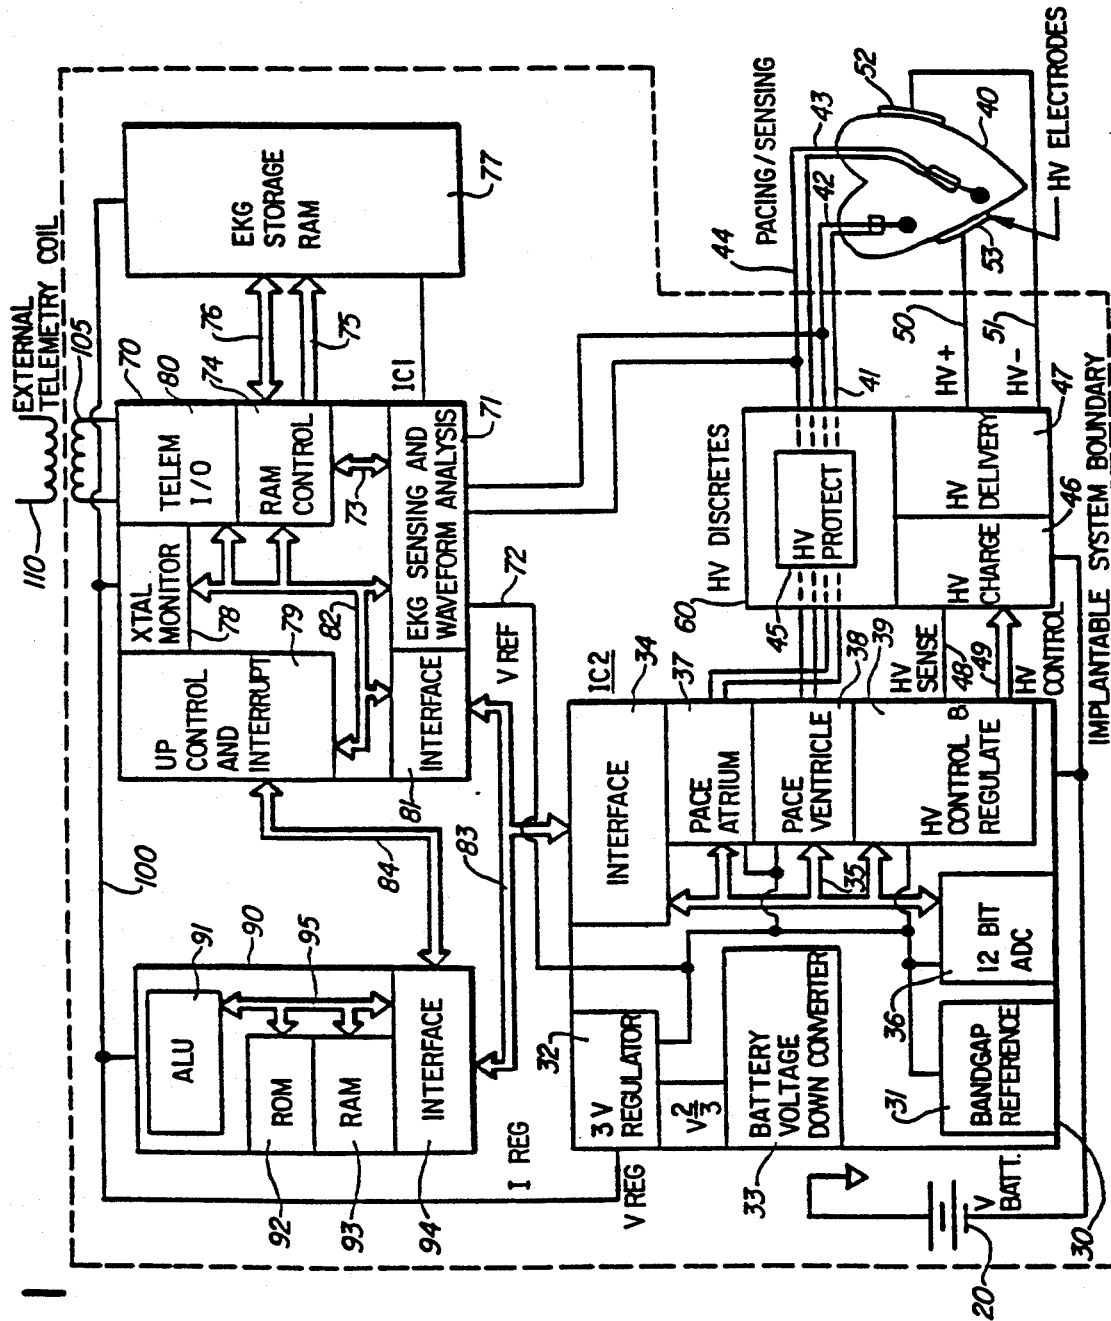 EXTERNAL
TELEMETRY COIL
110
105
70
80
74
76
75
TELEM
I/O
RAM
CONTROL
73
XTAL
MONITOR
78
79
82
UP
CONTROL
AND
INTERRUPT
EKG SENSING AND
WAVEFORM ANALYSIS
71
IC1
INTERFACE
81
EKG
STORAGE
RAM
77
100
84
83
72
V REF
91
90
95
ALU
ROM
RAM
INTERFACE
92
93
94
I REG
V REG
IC2
34
37
38
39
INTERFACE
PACE
ATRIUM
PACE
VENTRICLE
HV
CONTROL &
REGULATE
35
32
3V
REGULATOR
V 2/3
BATTERY
VOLTAGE
DOWN CONVERTER
33
36
12 BIT
ADC
31
BANDGAP
REFERENCE
V
BATT.
20
30
HV DISCRETES
60
45
HV
PROTECT
HV
CHARGE
HV
DELIVERY
46
47
HV
SENSE
48
49
HV
CONTROL
41
HV+
50
HV-
51
PACING/SENSING
44
42
43
52
40
53
HV ELECTRODES
IMPLANTABLE SYSTEM BOUNDARY